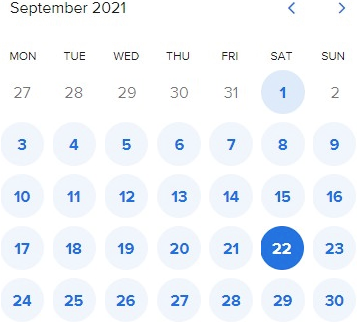 September 2021
MON TUE WED THU FRI SAT SUN
27 28 29 30 31 1 2
3 4 5 6 7 8 9
10 11 12 13 14 15 16
17 18 19 20 21 22 23
24 25 26 27 28 29 30